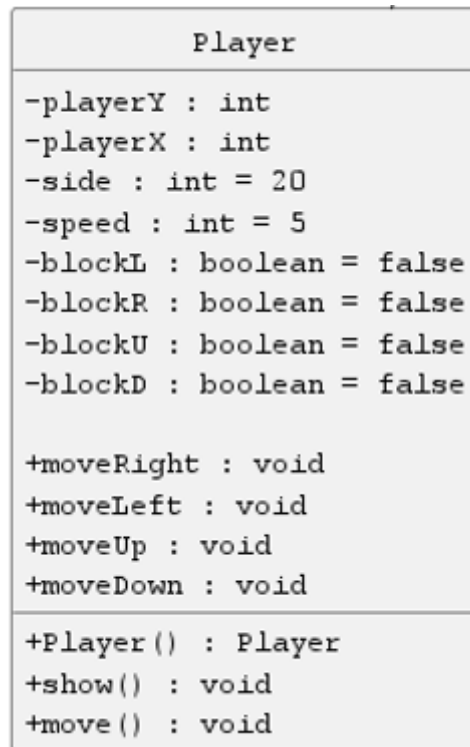 Player
-playerY : int
-playerX : int
-side : int = 20
-speed : int = 5
-blockL : boolean = false
-blockR : boolean = false
-blockU : boolean = false
-blockD : boolean = false
+moveRight : void
+moveLeft : void
+moveUp : void
+moveDown : void
+Player() : Player
+show() : void
+move() : void